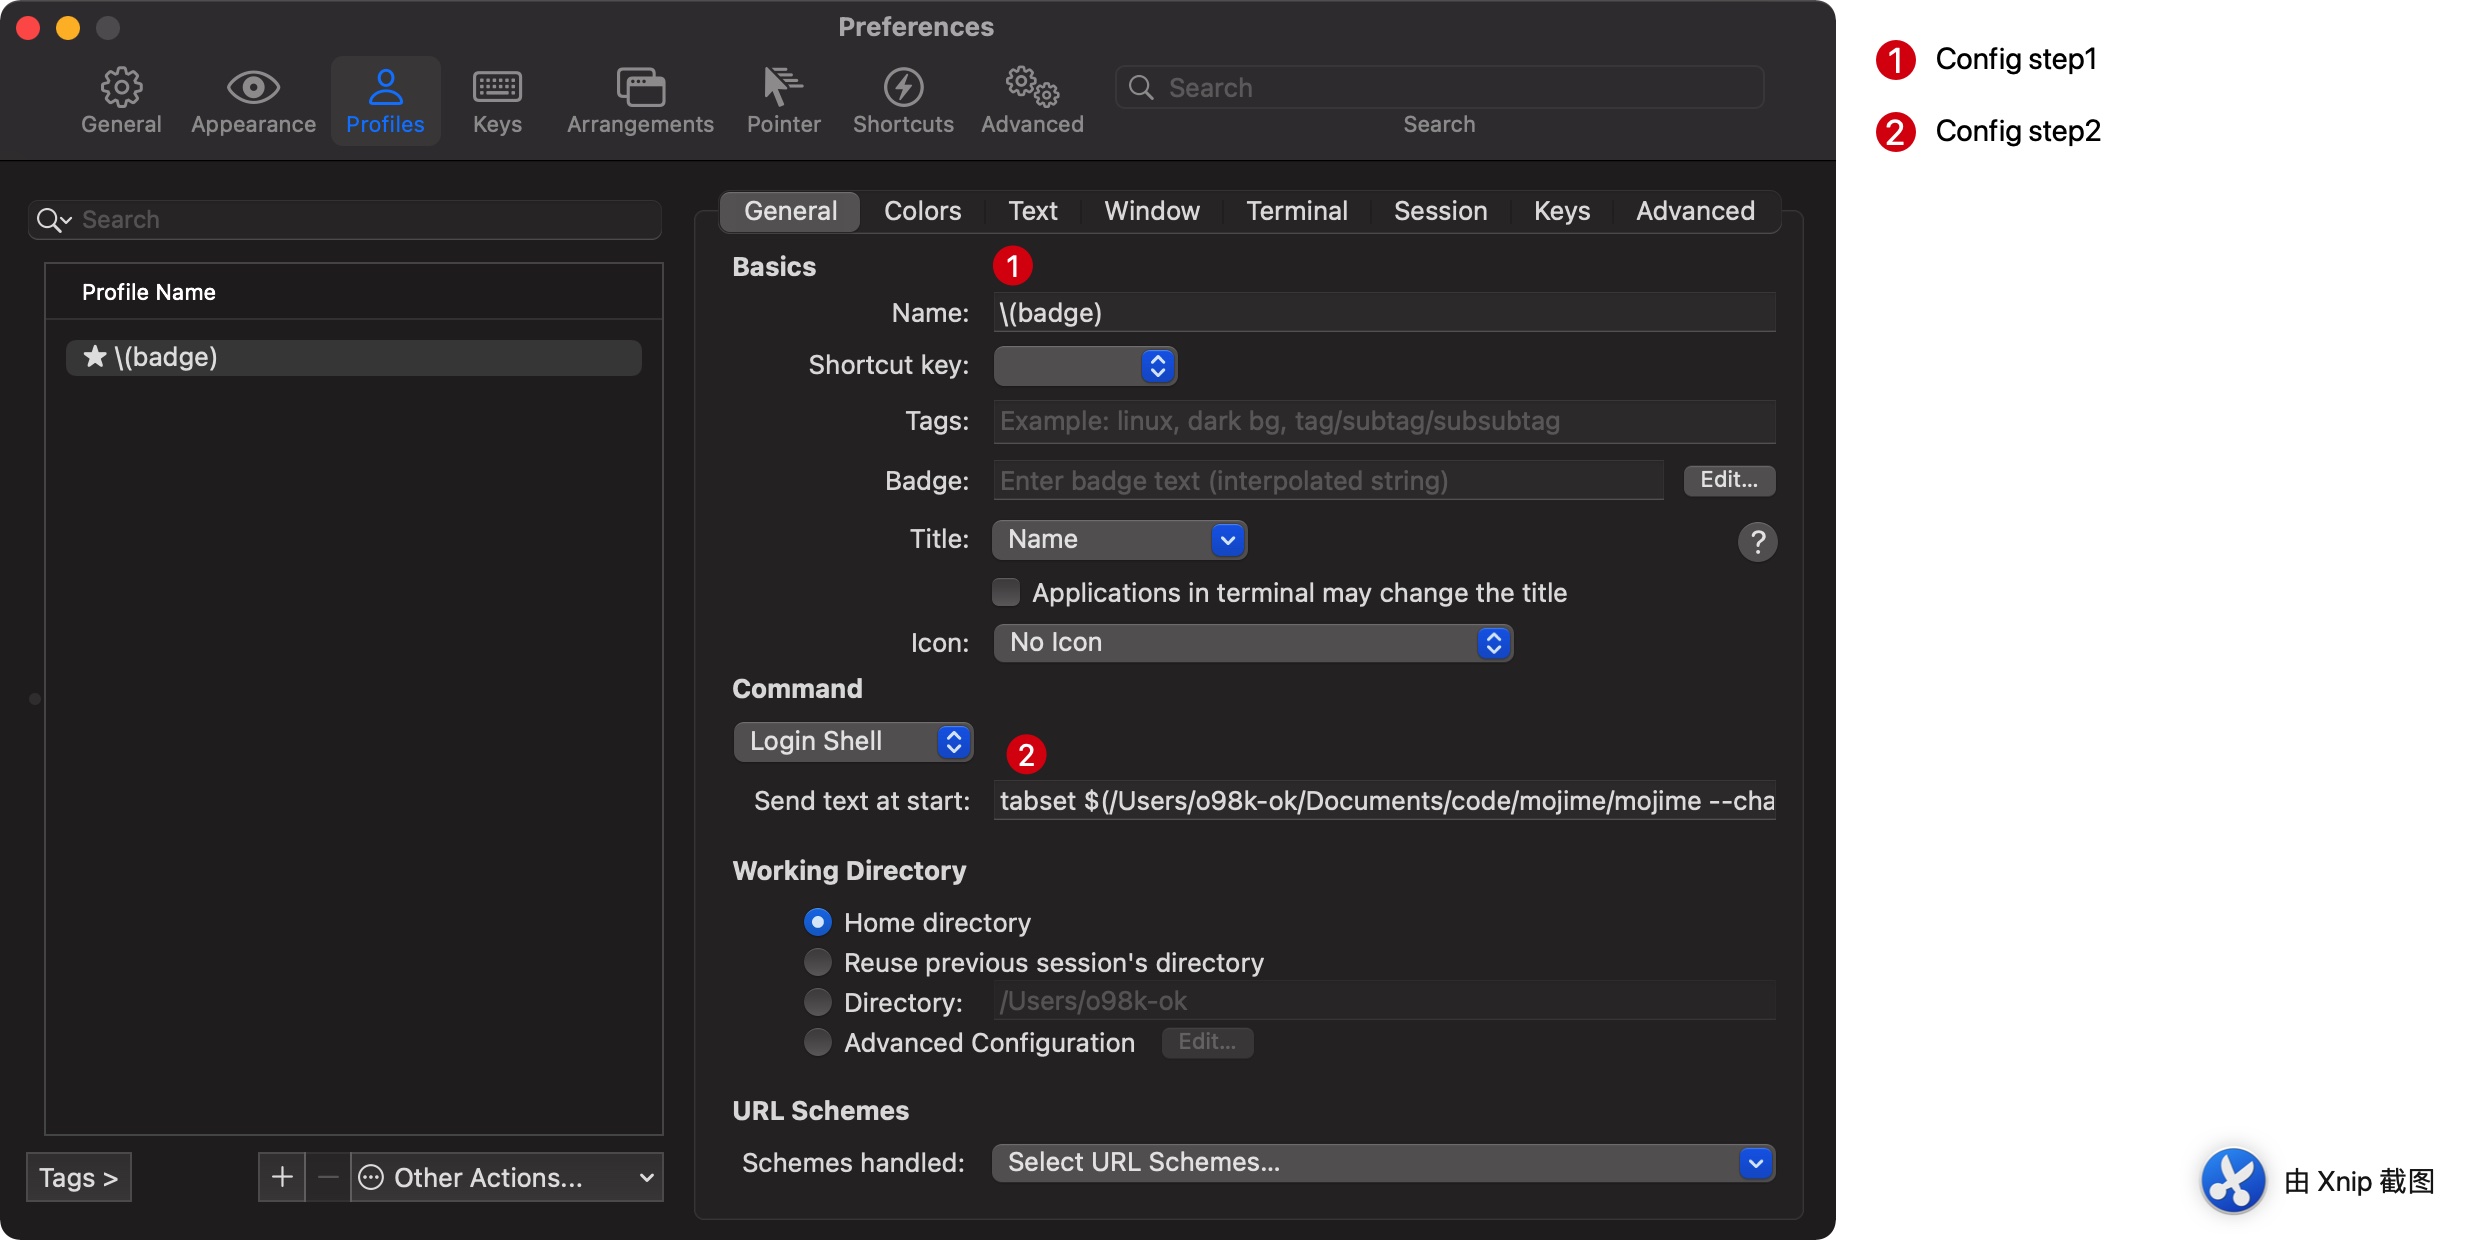 Preferences
General
Appearance
Profiles
Keys
Arrangements
Pointer
Shortcuts
Advanced
Search
Search
1 Config step1
2 Config step2
Search
Profile Name
★ \(badge)
Tags >
+
−
Other Actions...
General
Colors
Text
Window
Terminal
Session
Keys
Advanced
Basics
1
Name: \(badge)
Shortcut key:
Tags: Example: linux, dark bg, tag/subtag/subsubtag
Badge: Enter badge text (interpolated string) Edit...
Title: Name ?
Applications in terminal may change the title
Icon: No Icon
Command
Login Shell
2
Send text at start: tabset $(/Users/o98k-ok/Documents/code/mojime/mojime --cha
Working Directory
Home directory
Reuse previous session's directory
Directory: /Users/o98k-ok
Advanced Configuration Edit...
URL Schemes
Schemes handled: Select URL Schemes...
由 Xnip 截图